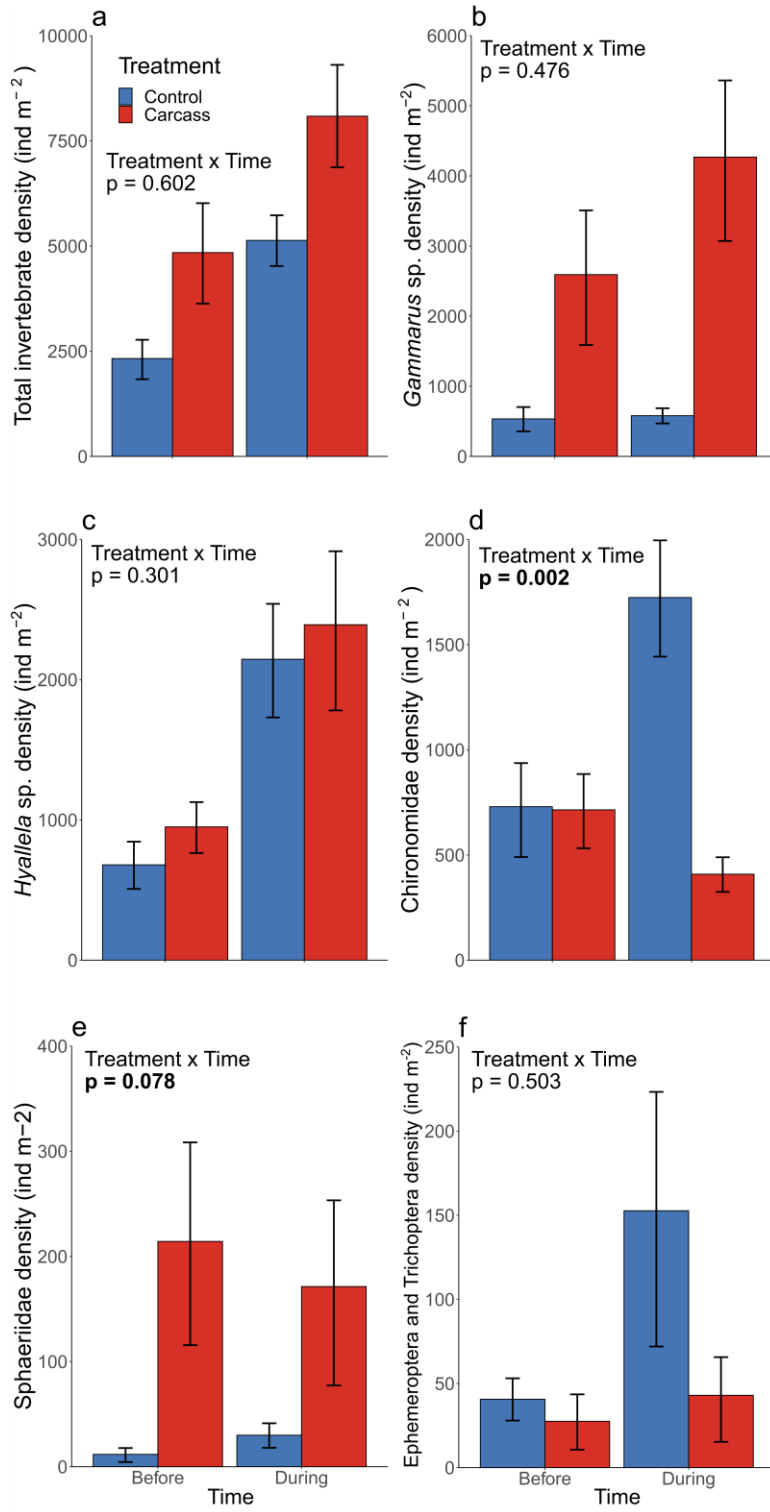 a
Total invertebrate density (ind m⁻²)
10000
7500
5000
2500
0
Treatment
Control
Carcass
Treatment x Time
p = 0.602
b
Gammarus sp. density (ind m⁻²)
6000
5000
4000
3000
2000
1000
0
Treatment x Time
p = 0.476
c
Hyallela sp. density (ind m⁻²)
3000
2000
1000
0
Treatment x Time
p = 0.301
d
Chironomidae density (ind m⁻²)
2000
1500
1000
500
0
Treatment x Time
p = 0.002
e
Sphaeriidae density (ind m−2)
400
300
200
100
0
Treatment x Time
p = 0.078
Before
During
Time
f
Ephemeroptera and Trichoptera density (ind m⁻²)
250
200
150
100
50
0
Treatment x Time
p = 0.503
Before
During
Time